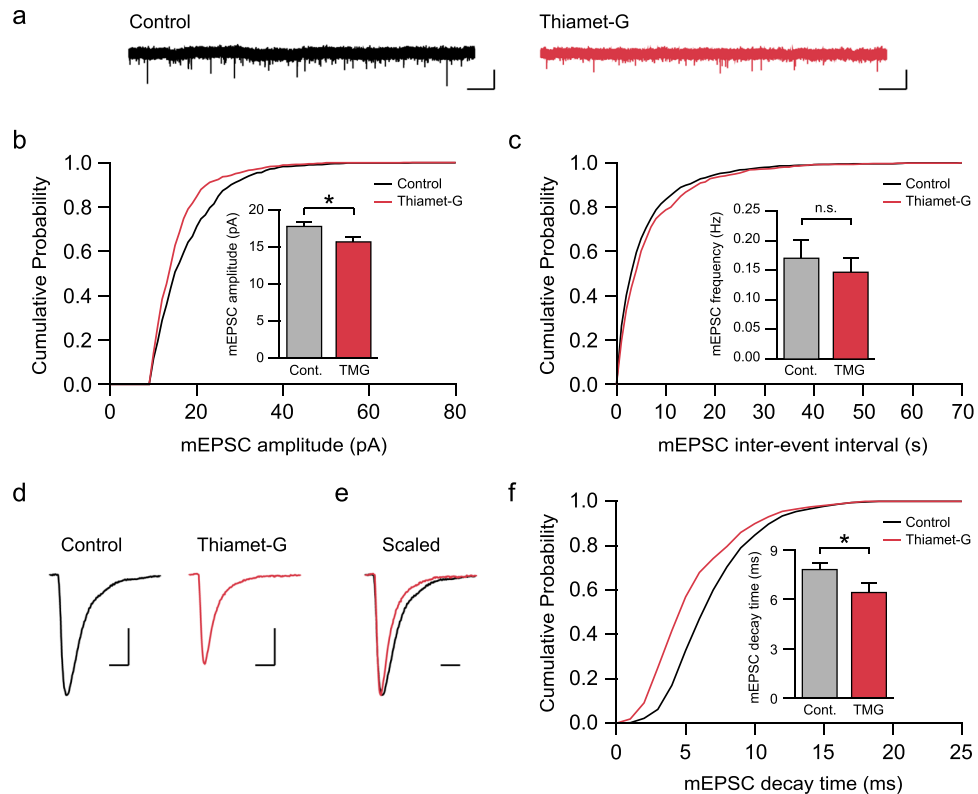 a
Control
Thiamet-G
b
1.0
0.8
0.6
0.4
0.2
0.0
Cumulative Probability
0
20
40
60
80
mEPSC amplitude (pA)
Control
Thiamet-G
20
15
10
5
0
mEPSC amplitude (pA)
*
Cont.
TMG
c
1.0
0.8
0.6
0.4
0.2
0.0
Cumulative Probability
0
10
20
30
40
50
60
70
mEPSC inter-event interval (s)
Control
Thiamet-G
0.25
0.20
0.15
0.10
0.05
0.00
mEPSC frequency (Hz)
n.s.
Cont.
TMG
d
Control
Thiamet-G
e
Scaled
f
1.0
0.8
0.6
0.4
0.2
0.0
Cumulative Probability
0
5
10
15
20
25
mEPSC decay time (ms)
Control
Thiamet-G
9
6
3
0
mEPSC decay time (ms)
*
Cont.
TMG